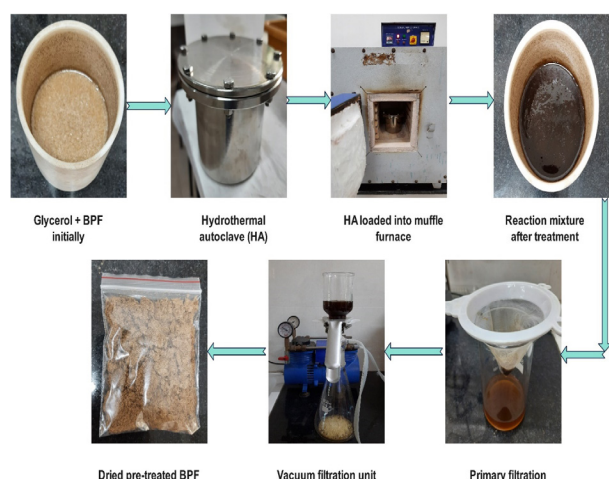 Glycerol + BPF
initially
Hydrothermal
autoclave (HA)
HA loaded into muffle
furnace
Reaction mixture
after treatment
Dried pre-treated BPF
Vacuum filtration unit
Primary filtration